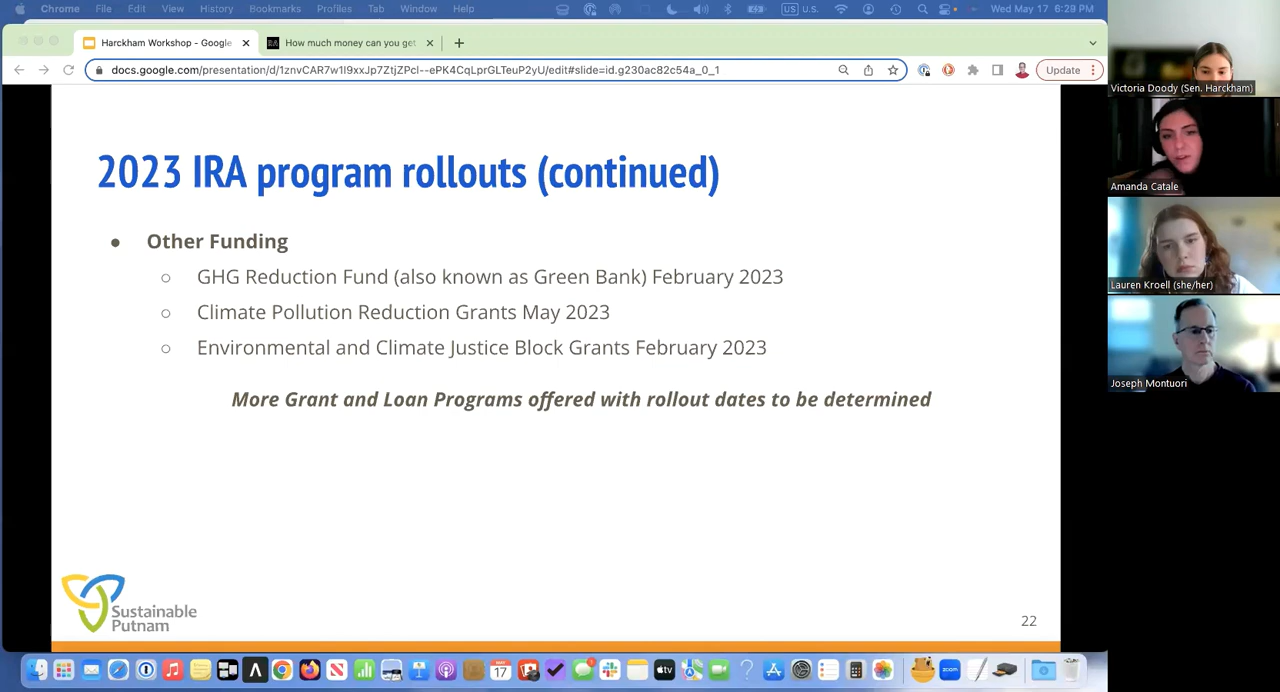 Chrome File Edit View History Bookmarks Profiles Tab Window Help U.S. Wed May 17 6:29 PM
Harckham Workshop - Google
How much money can you get
docs.google.com/presentation/d/1znvCAR7w1I9xxJp7ZtjZPcl--ePK4CqLprGLTeuP2yU/edit#slide=id.g230ac82c54a_0_1
Update
2023 IRA program rollouts (continued)
● Other Funding
○ GHG Reduction Fund (also known as Green Bank) February 2023
○ Climate Pollution Reduction Grants May 2023
○ Environmental and Climate Justice Block Grants February 2023
More Grant and Loan Programs offered with rollout dates to be determined
Sustainable
Putnam
22
Victoria Doody (Sen. Harckham)
Amanda Catale
Lauren Kroell (she/her)
Joseph Montuori
17
tv
zoom